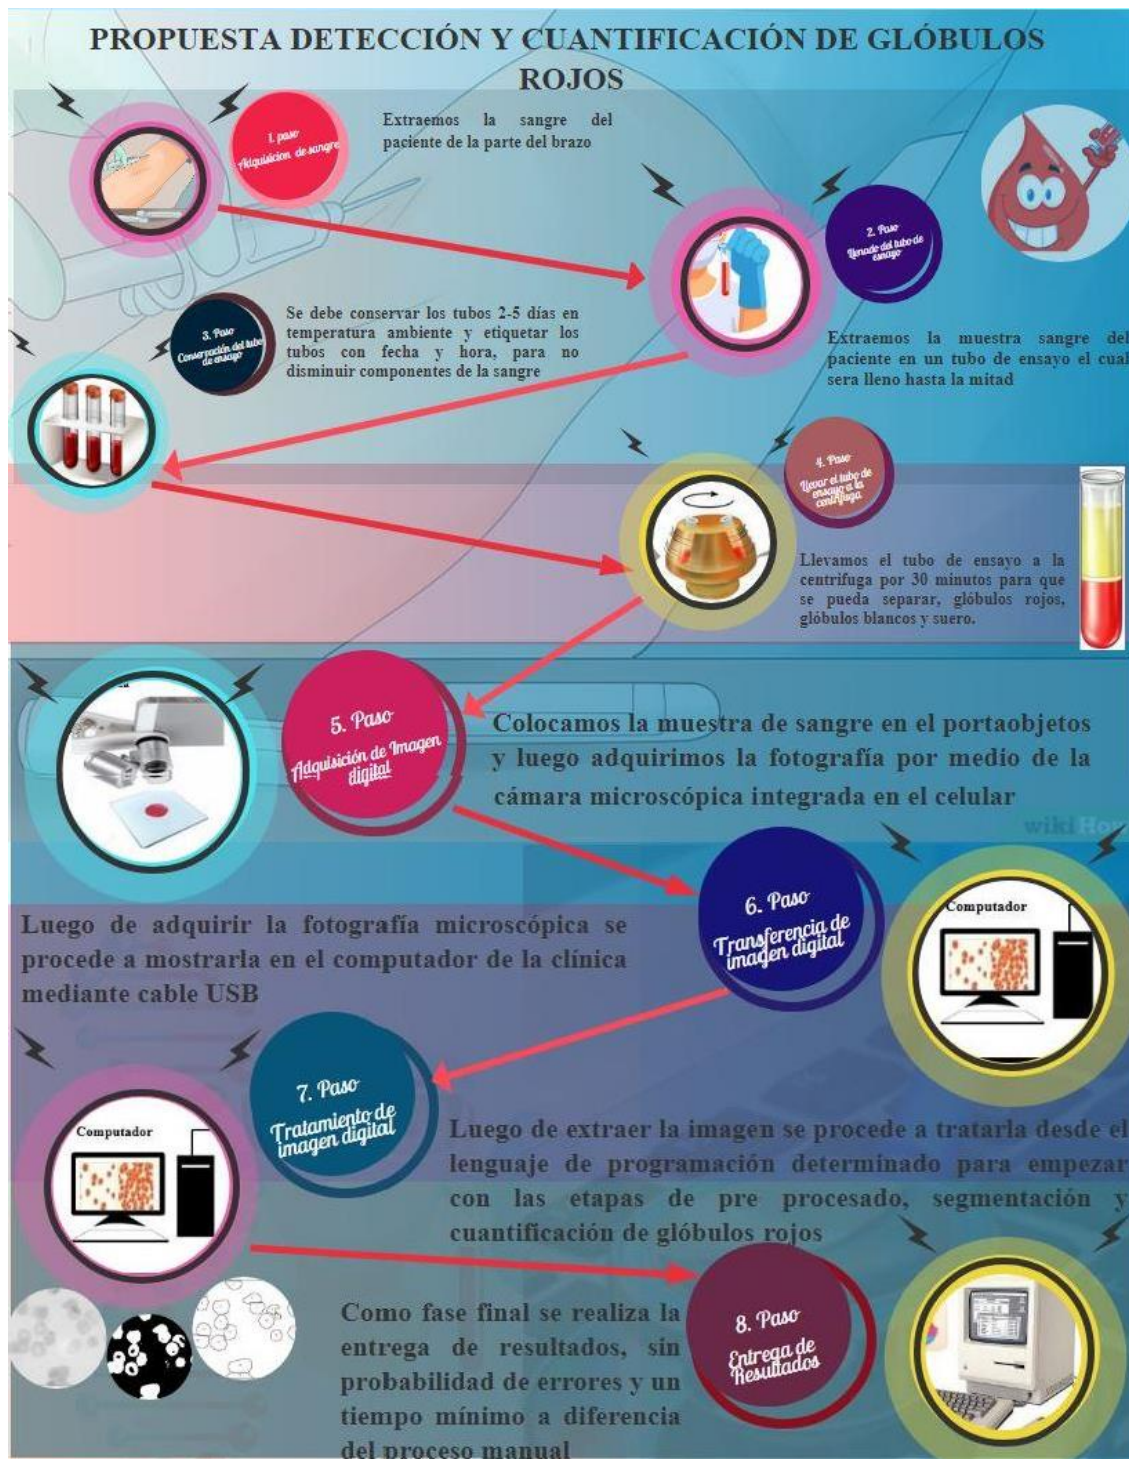 PROPUESTA DETECCIÓN Y CUANTIFICACIÓN DE GLÓBULOS
ROJOS
1. paso
Adquisicion de sangre
Extraemos la sangre del
paciente de la parte del brazo
2. Paso
llenado del tubo de
ensayo
Extraemos la muestra sangre del
paciente en un tubo de ensayo el cual
sera lleno hasta la mitad
3. Paso
Conservación del tubo
de ensayo
Se debe conservar los tubos 2-5 días en
temperatura ambiente y etiquetar los
tubos con fecha y hora, para no
disminuir componentes de la sangre
4. Paso
Llevar el tubo de
ensayo a la
centrifuga
Llevamos el tubo de ensayo a la
centrifuga por 30 minutos para que
se pueda separar, glóbulos rojos,
glóbulos blancos y suero.
5. Paso
Adquisición de Imagen
digital
Colocamos la muestra de sangre en el portaobjetos
y luego adquirimos la fotografía por medio de la
cámara microscópica integrada en el celular
wikiHow
6. Paso
Transferencia de
imagen digital
Computador
Luego de adquirir la fotografía microscópica se
procede a mostrarla en el computador de la clínica
mediante cable USB
7. Paso
Tratamiento de
imagen digital
Computador
Luego de extraer la imagen se procede a tratarla desde el
lenguaje de programación determinado para empezar
con las etapas de pre procesado, segmentación y
cuantificación de glóbulos rojos
8. Paso
Entrega de
Resultados
Como fase final se realiza la
entrega de resultados, sin
probabilidad de errores y un
tiempo mínimo a diferencia
del proceso manual